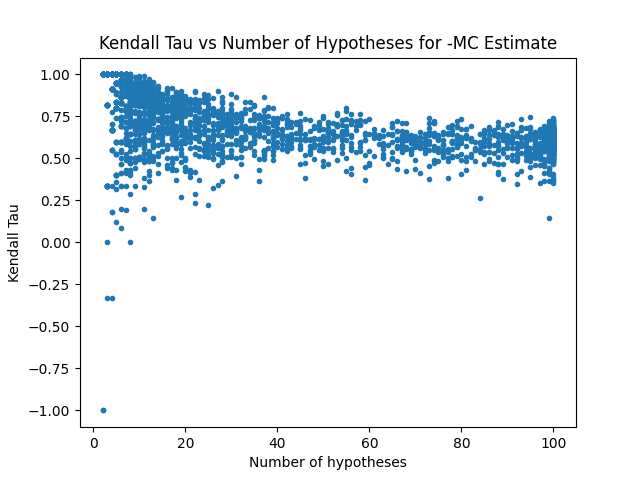 Kendall Tau vs Number of Hypotheses for -MC Estimate
1.00
0.75
0.50
0.25
0.00
−0.25
−0.50
−0.75
−1.00
Kendall Tau
0 20 40 60 80 100
Number of hypotheses